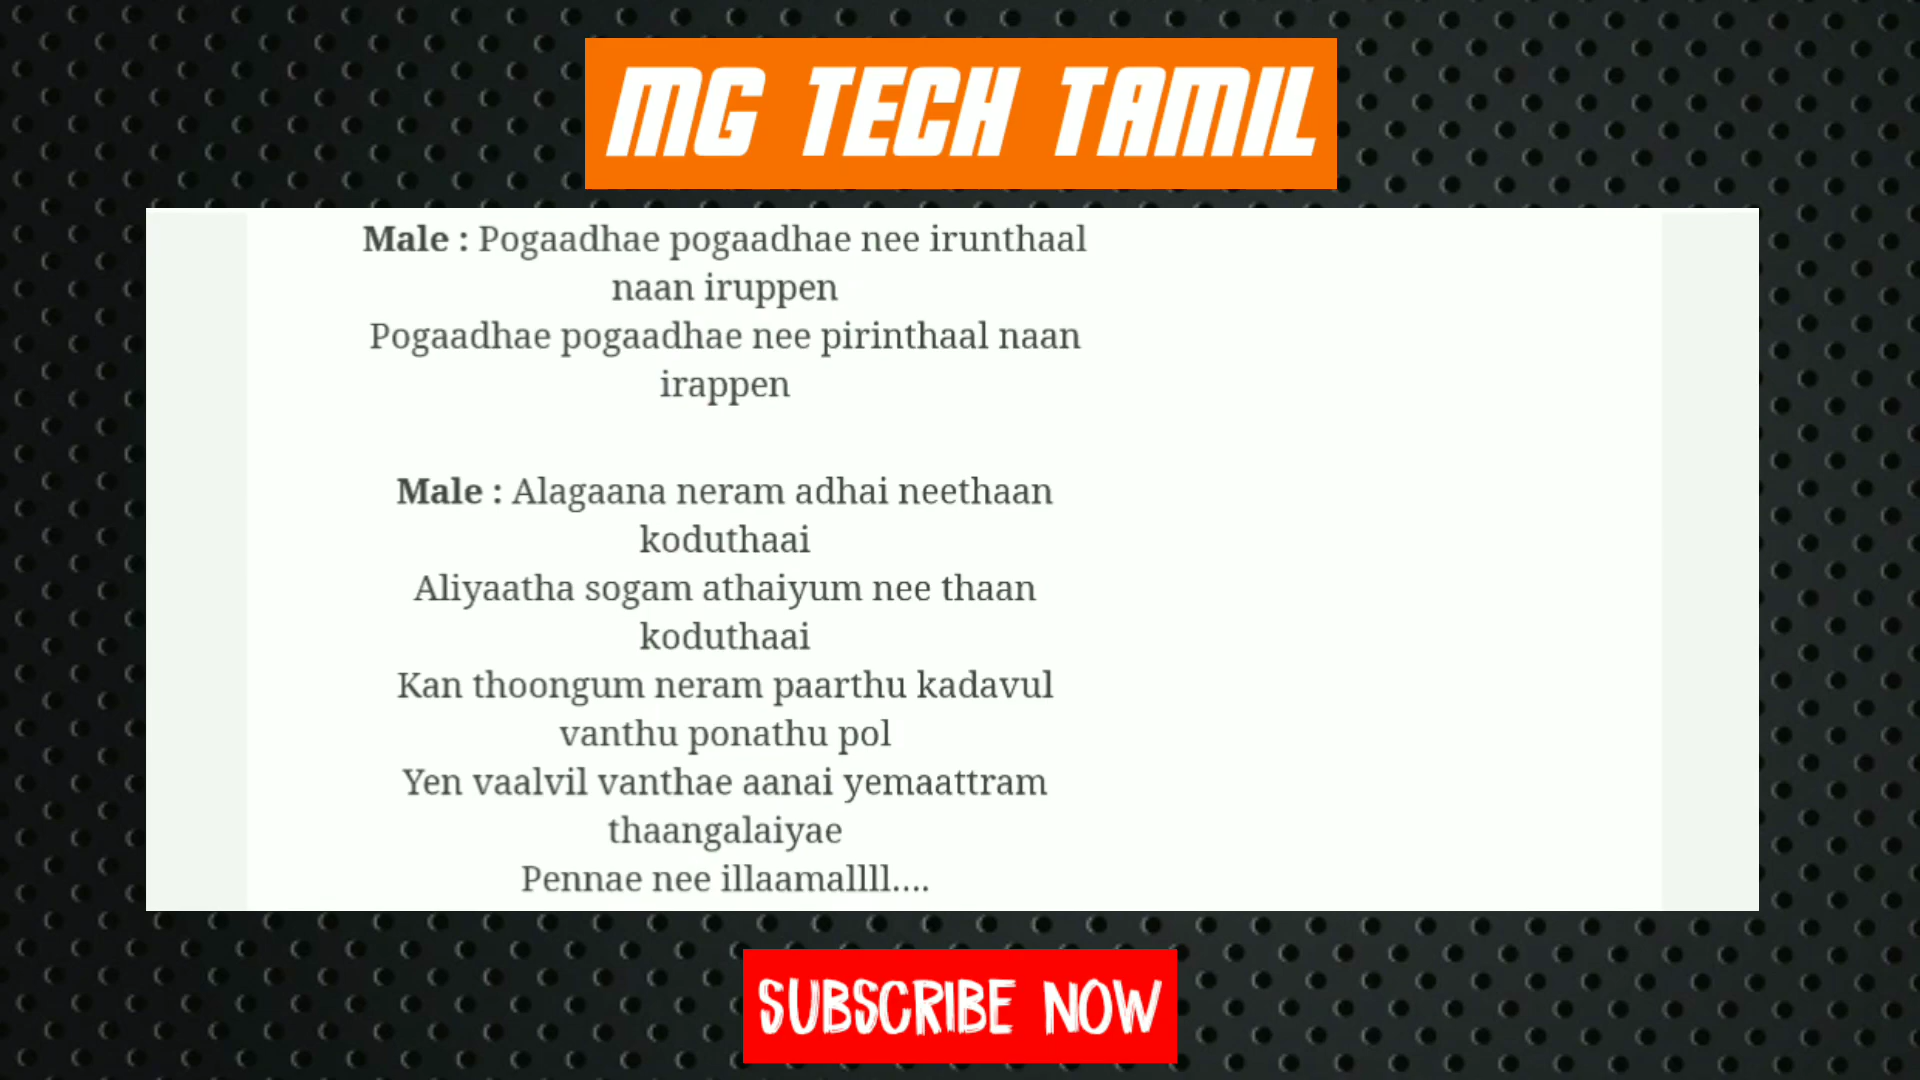 MG TECH TAMIL
Male : Pogaadhae pogaadhae nee irunthaal
naan iruppen
Pogaadhae pogaadhae nee pirinthaal naan
irappen
Male : Alagaana neram adhai neethaan
koduthaai
Aliyaatha sogam athaiyum nee thaan
koduthaai
Kan thoongum neram paarthu kadavul
vanthu ponathu pol
Yen vaalvil vanthae aanai yemaattram
thaangalaiyae
Pennae nee illaamallll....
SUBSCRIBE NOW